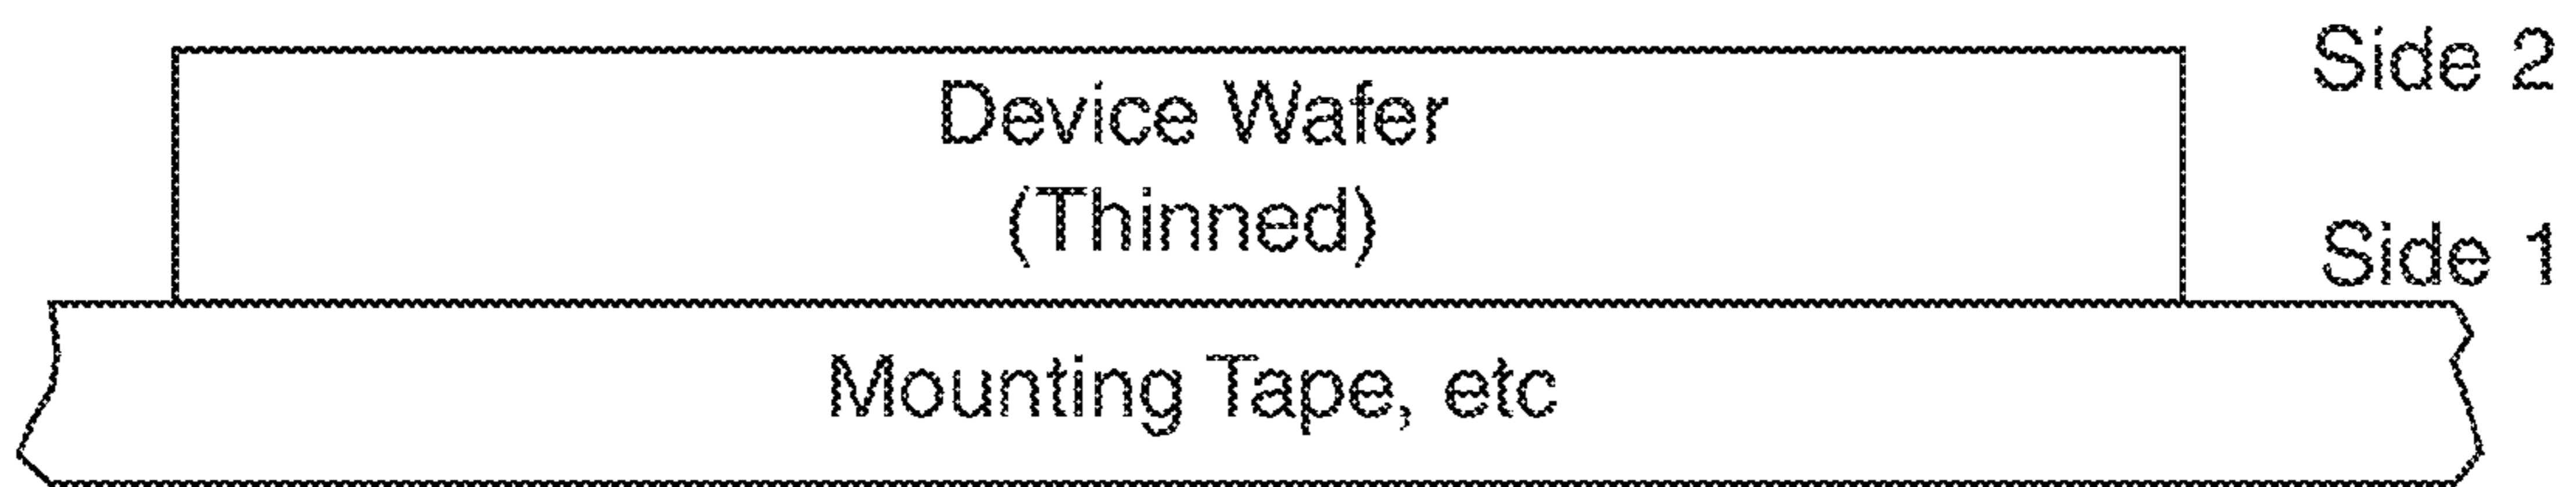 Side 2
Device Wafer
(Thinned)
Side 1
Mounting Tape, etc